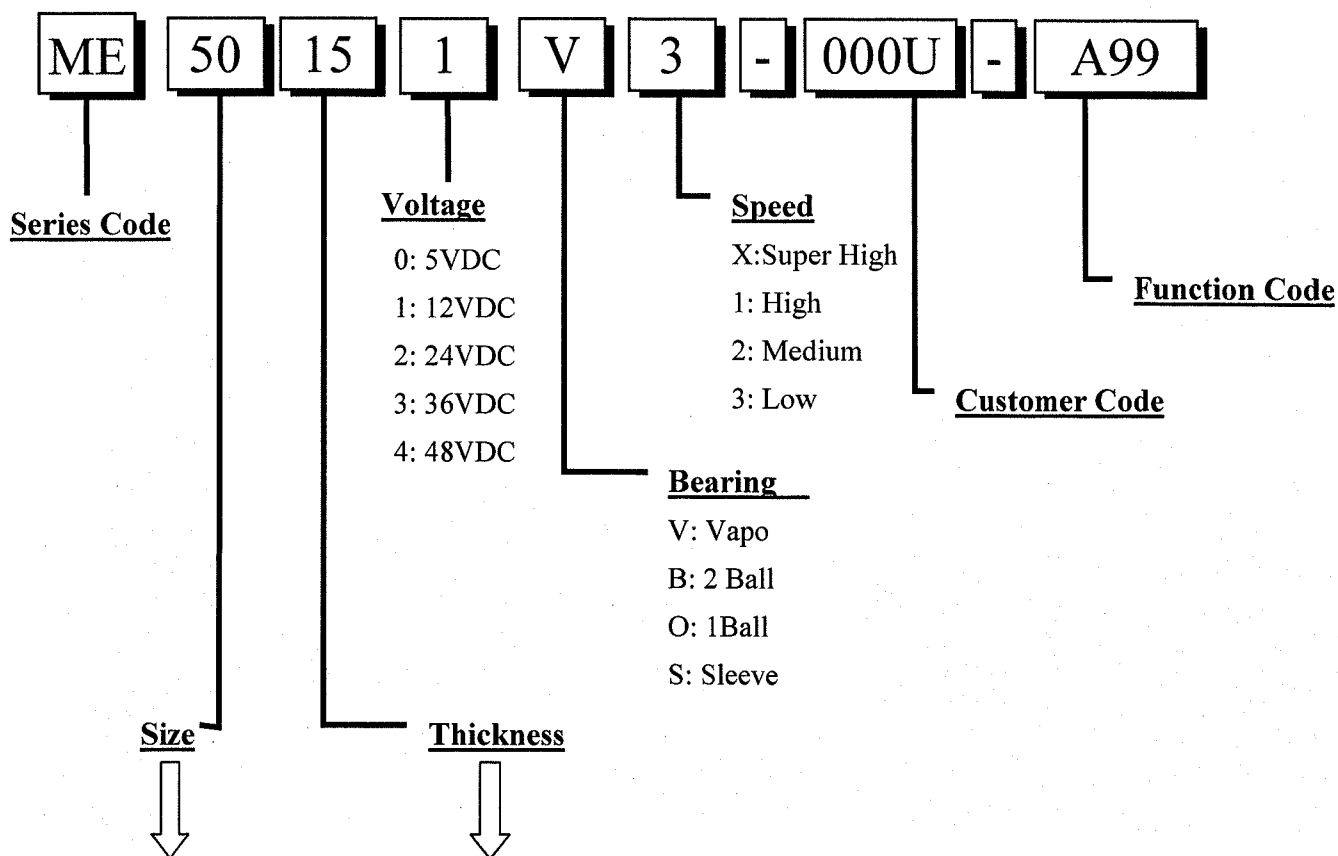 ME 50 15 1 V 3 - 000U - A99
Series Code
Voltage
0: 5VDC
1: 12VDC
2: 24VDC
3: 36VDC
4: 48VDC
Speed
X:Super High
1: High
2: Medium
3: Low
Function Code
Customer Code
Bearing
V: Vapo
B: 2 Ball
O: 1Ball
S: Sleeve
Size
Thickness